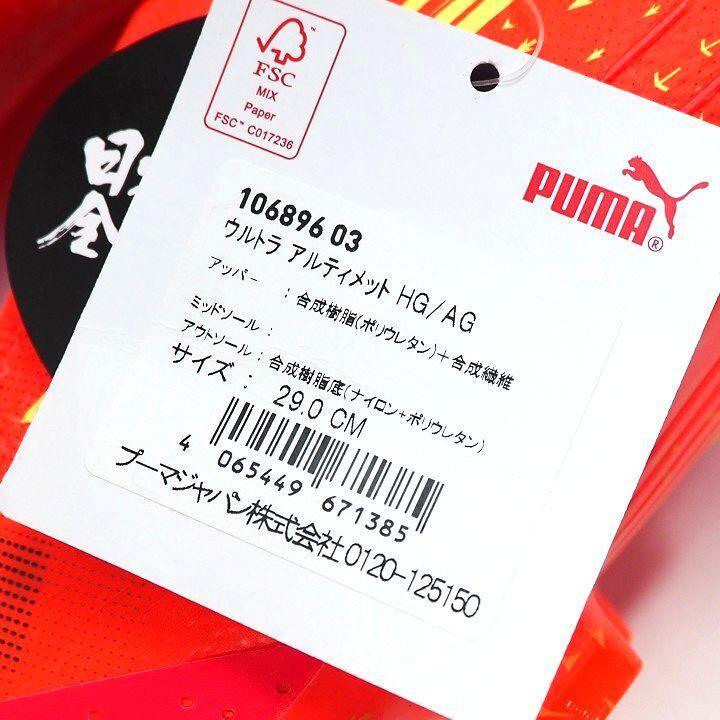 FSC
MIX
Paper
FSC™ C017236
PUMA®
106896 03
ウルトラ アルティメット HG/AG
アッパー : 合成樹脂(ポリウレタン)+合成繊維
ミッドソール :
アウトソール : 合成樹脂底(ナイロン+ポリウレタン)
サイズ : 29.0 CM
4 065449 671385
プーマジャパン株式会社 0120-125150
日
全